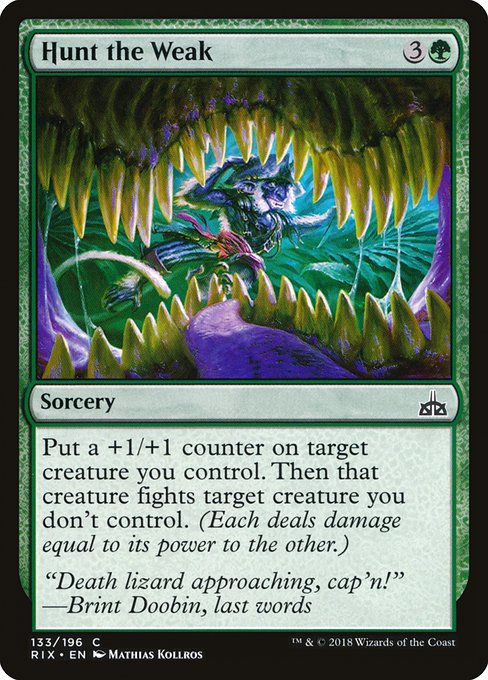 Hunt the Weak 3
Sorcery
Put a +1/+1 counter on target
creature you control. Then that
creature fights target creature you
don't control. (Each deals damage
equal to its power to the other.)
“Death lizard approaching, cap'n!”
—Brint Doobin, last words
133/196 C
RIX • EN Mathias Kollros
™ & © 2018 Wizards of the Coast